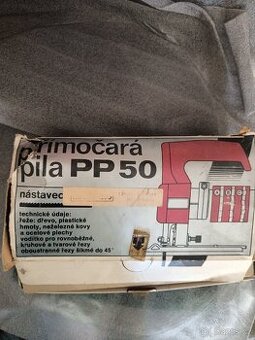 přímočará
pila PP 50
nástavec
technické údaje:
řeže: dřevo, plastické
hmoty, neželezné kovy
a ocelové plechy
vodítko pro rovnoběžné,
kruhové a tvarové řezy
oboustranné řezy šikmé do 45°